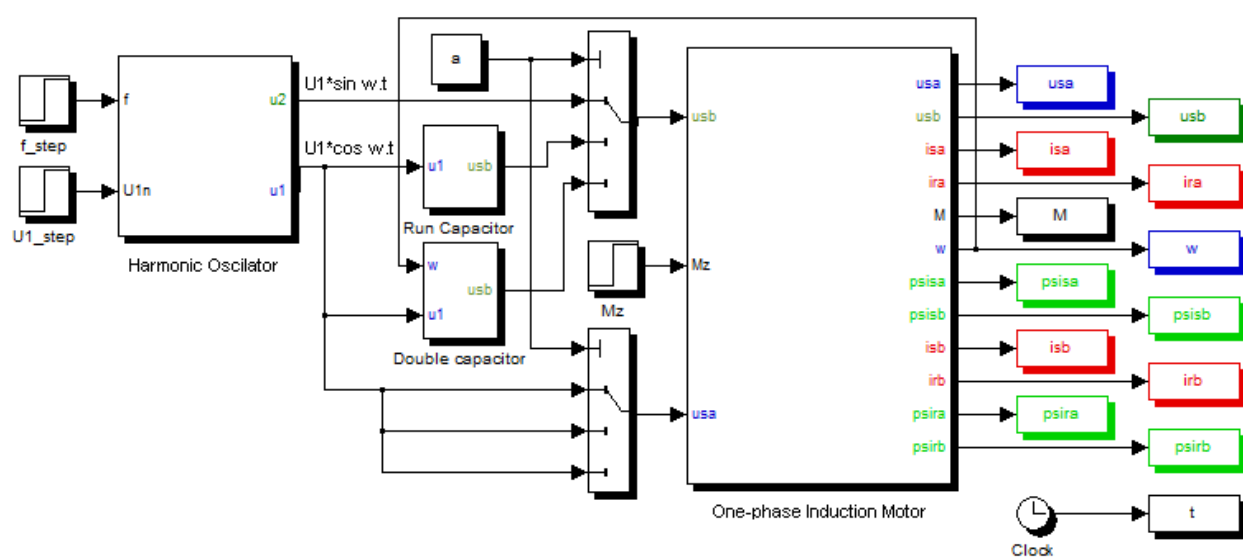 a
U1*sin w.t
f
u2
f_step
U1*cos w.t
U1n
u1
U1_step
Harmonic Oscilator
u1
usb
Run Capacitor
w
usb
u1
Double capacitor
Mz
usb
Mz
usa
usa
usb
isa
ira
M
w
psisa
psisb
isb
irb
psira
psirb
One-phase Induction Motor
usa
usb
isa
ira
M
w
psisa
psisb
isb
irb
psira
psirb
Clock
t